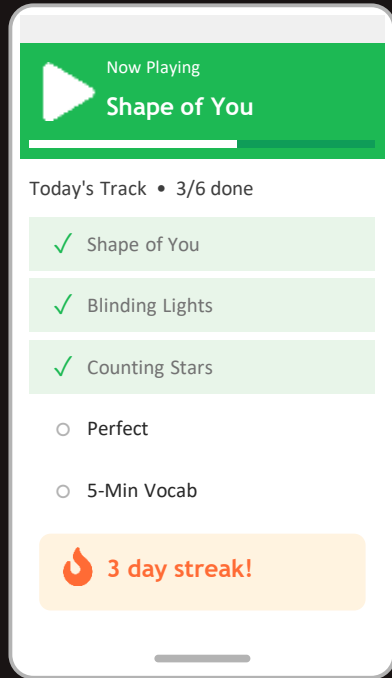 Now Playing
Shape of You
Today's Track • 3/6 done
Shape of You
Blinding Lights
Counting Stars
Perfect
5-Min Vocab
3 day streak!